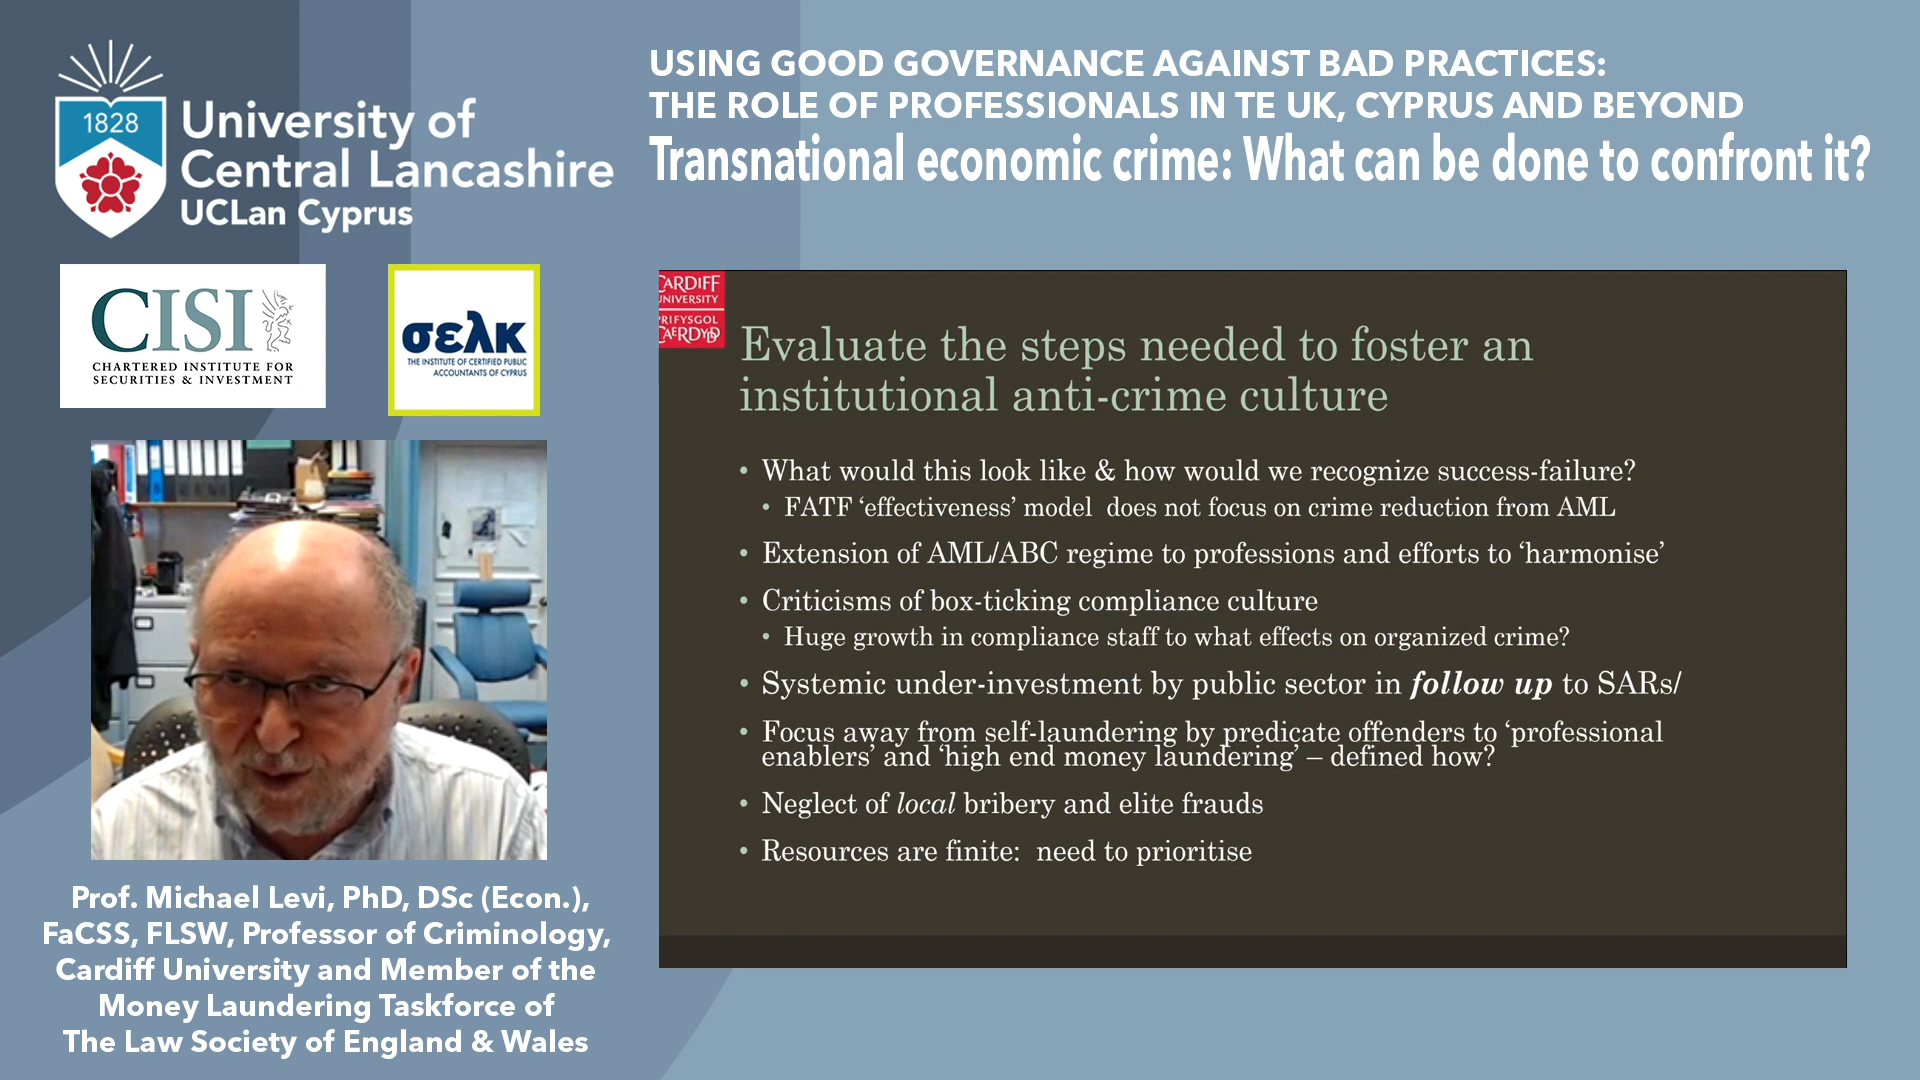 1828
University of
Central Lancashire
UCLan Cyprus
USING GOOD GOVERNANCE AGAINST BAD PRACTICES:
THE ROLE OF PROFESSIONALS IN TE UK, CYPRUS AND BEYOND
Transnational economic crime: What can be done to confront it?
CISI
CHARTERED INSTITUTE FOR
SECURITIES & INVESTMENT
σελκ
THE INSTITUTE OF CERTIFIED PUBLIC
ACCOUNTANTS OF CYPRUS
Prof. Michael Levi, PhD, DSc (Econ.),
FaCSS, FLSW, Professor of Criminology,
Cardiff University and Member of the
Money Laundering Taskforce of
The Law Society of England & Wales
CARDIFF
UNIVERSITY
PRIFYSGOL
CAERDYDD
Evaluate the steps needed to foster an
institutional anti-crime culture
• What would this look like & how would we recognize success-failure?
• FATF ‘effectiveness’ model does not focus on crime reduction from AML
• Extension of AML/ABC regime to professions and efforts to ‘harmonise’
• Criticisms of box-ticking compliance culture
• Huge growth in compliance staff to what effects on organized crime?
• Systemic under-investment by public sector in follow up to SARs/
• Focus away from self-laundering by predicate offenders to ‘professional
enablers’ and ‘high end money laundering’ – defined how?
• Neglect of local bribery and elite frauds
• Resources are finite: need to prioritise